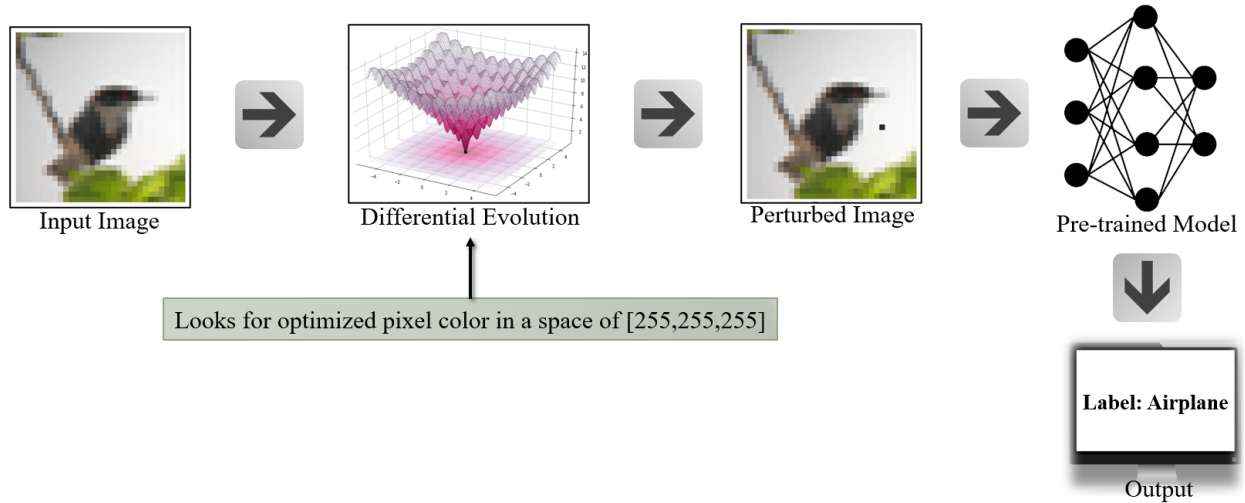 Input Image
Differential Evolution
Perturbed Image
Pre-trained Model
Looks for optimized pixel color in a space of [255,255,255]
Label: Airplane
Output